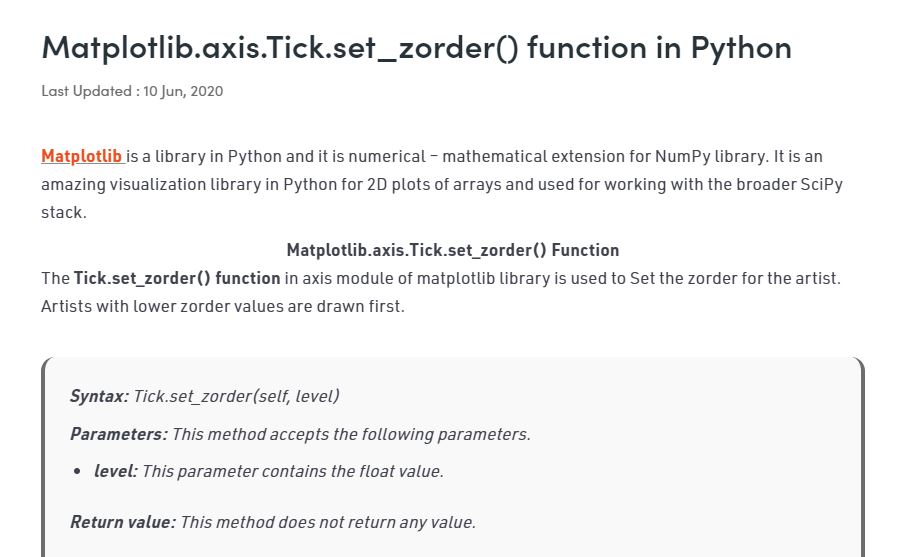 Matplotlib.axis.Tick.set_zorder() function in Python
Last Updated : 10 Jun, 2020
Matplotlib is a library in Python and it is numerical – mathematical extension for NumPy library. It is an
amazing visualization library in Python for 2D plots of arrays and used for working with the broader SciPy
stack.
Matplotlib.axis.Tick.set_zorder() Function
The Tick.set_zorder() function in axis module of matplotlib library is used to Set the zorder for the artist.
Artists with lower zorder values are drawn first.
Syntax: Tick.set_zorder(self, level)
Parameters: This method accepts the following parameters.
• level: This parameter contains the float value.
Return value: This method does not return any value.